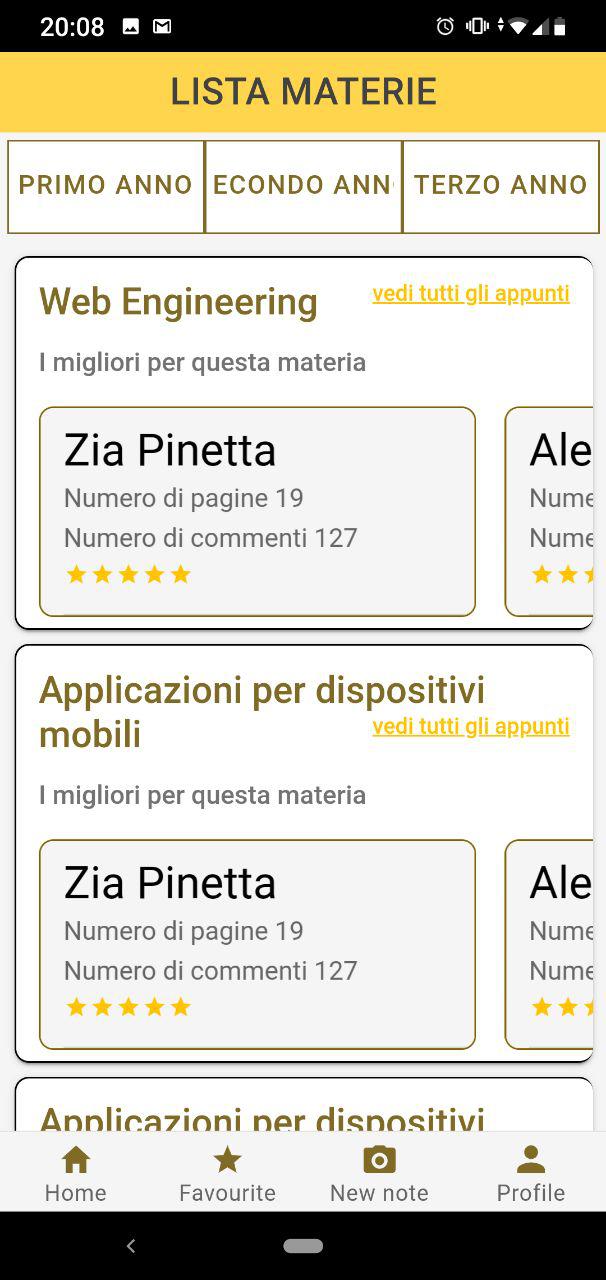 20:08
LISTA MATERIE
PRIMO ANNO
ECONDO ANN
TERZO ANNO
Web Engineering
vedi tutti gli appunti
I migliori per questa materia
Zia Pinetta
Numero di pagine 19
Numero di commenti 127
Ale
Nume
Nume
Applicazioni per dispositivi
mobili
vedi tutti gli appunti
I migliori per questa materia
Zia Pinetta
Numero di pagine 19
Numero di commenti 127
Ale
Nume
Nume
Applicazioni per dispositivi
Home
Favourite
New note
Profile